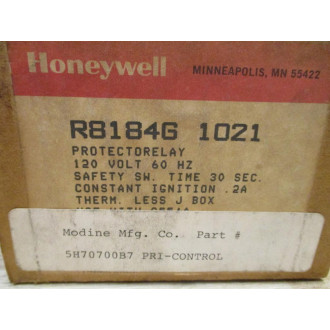 Honeywell
MINNEAPOLIS, MN 55422
R8184G 1021
PROTECTORELAY
120 VOLT 60 HZ
SAFETY SW. TIME 30 SEC.
CONSTANT IGNITION .2A
THERM. LESS J BOX
Modine Mfg. Co. Part #
5H70700B7 PRI-CONTROL